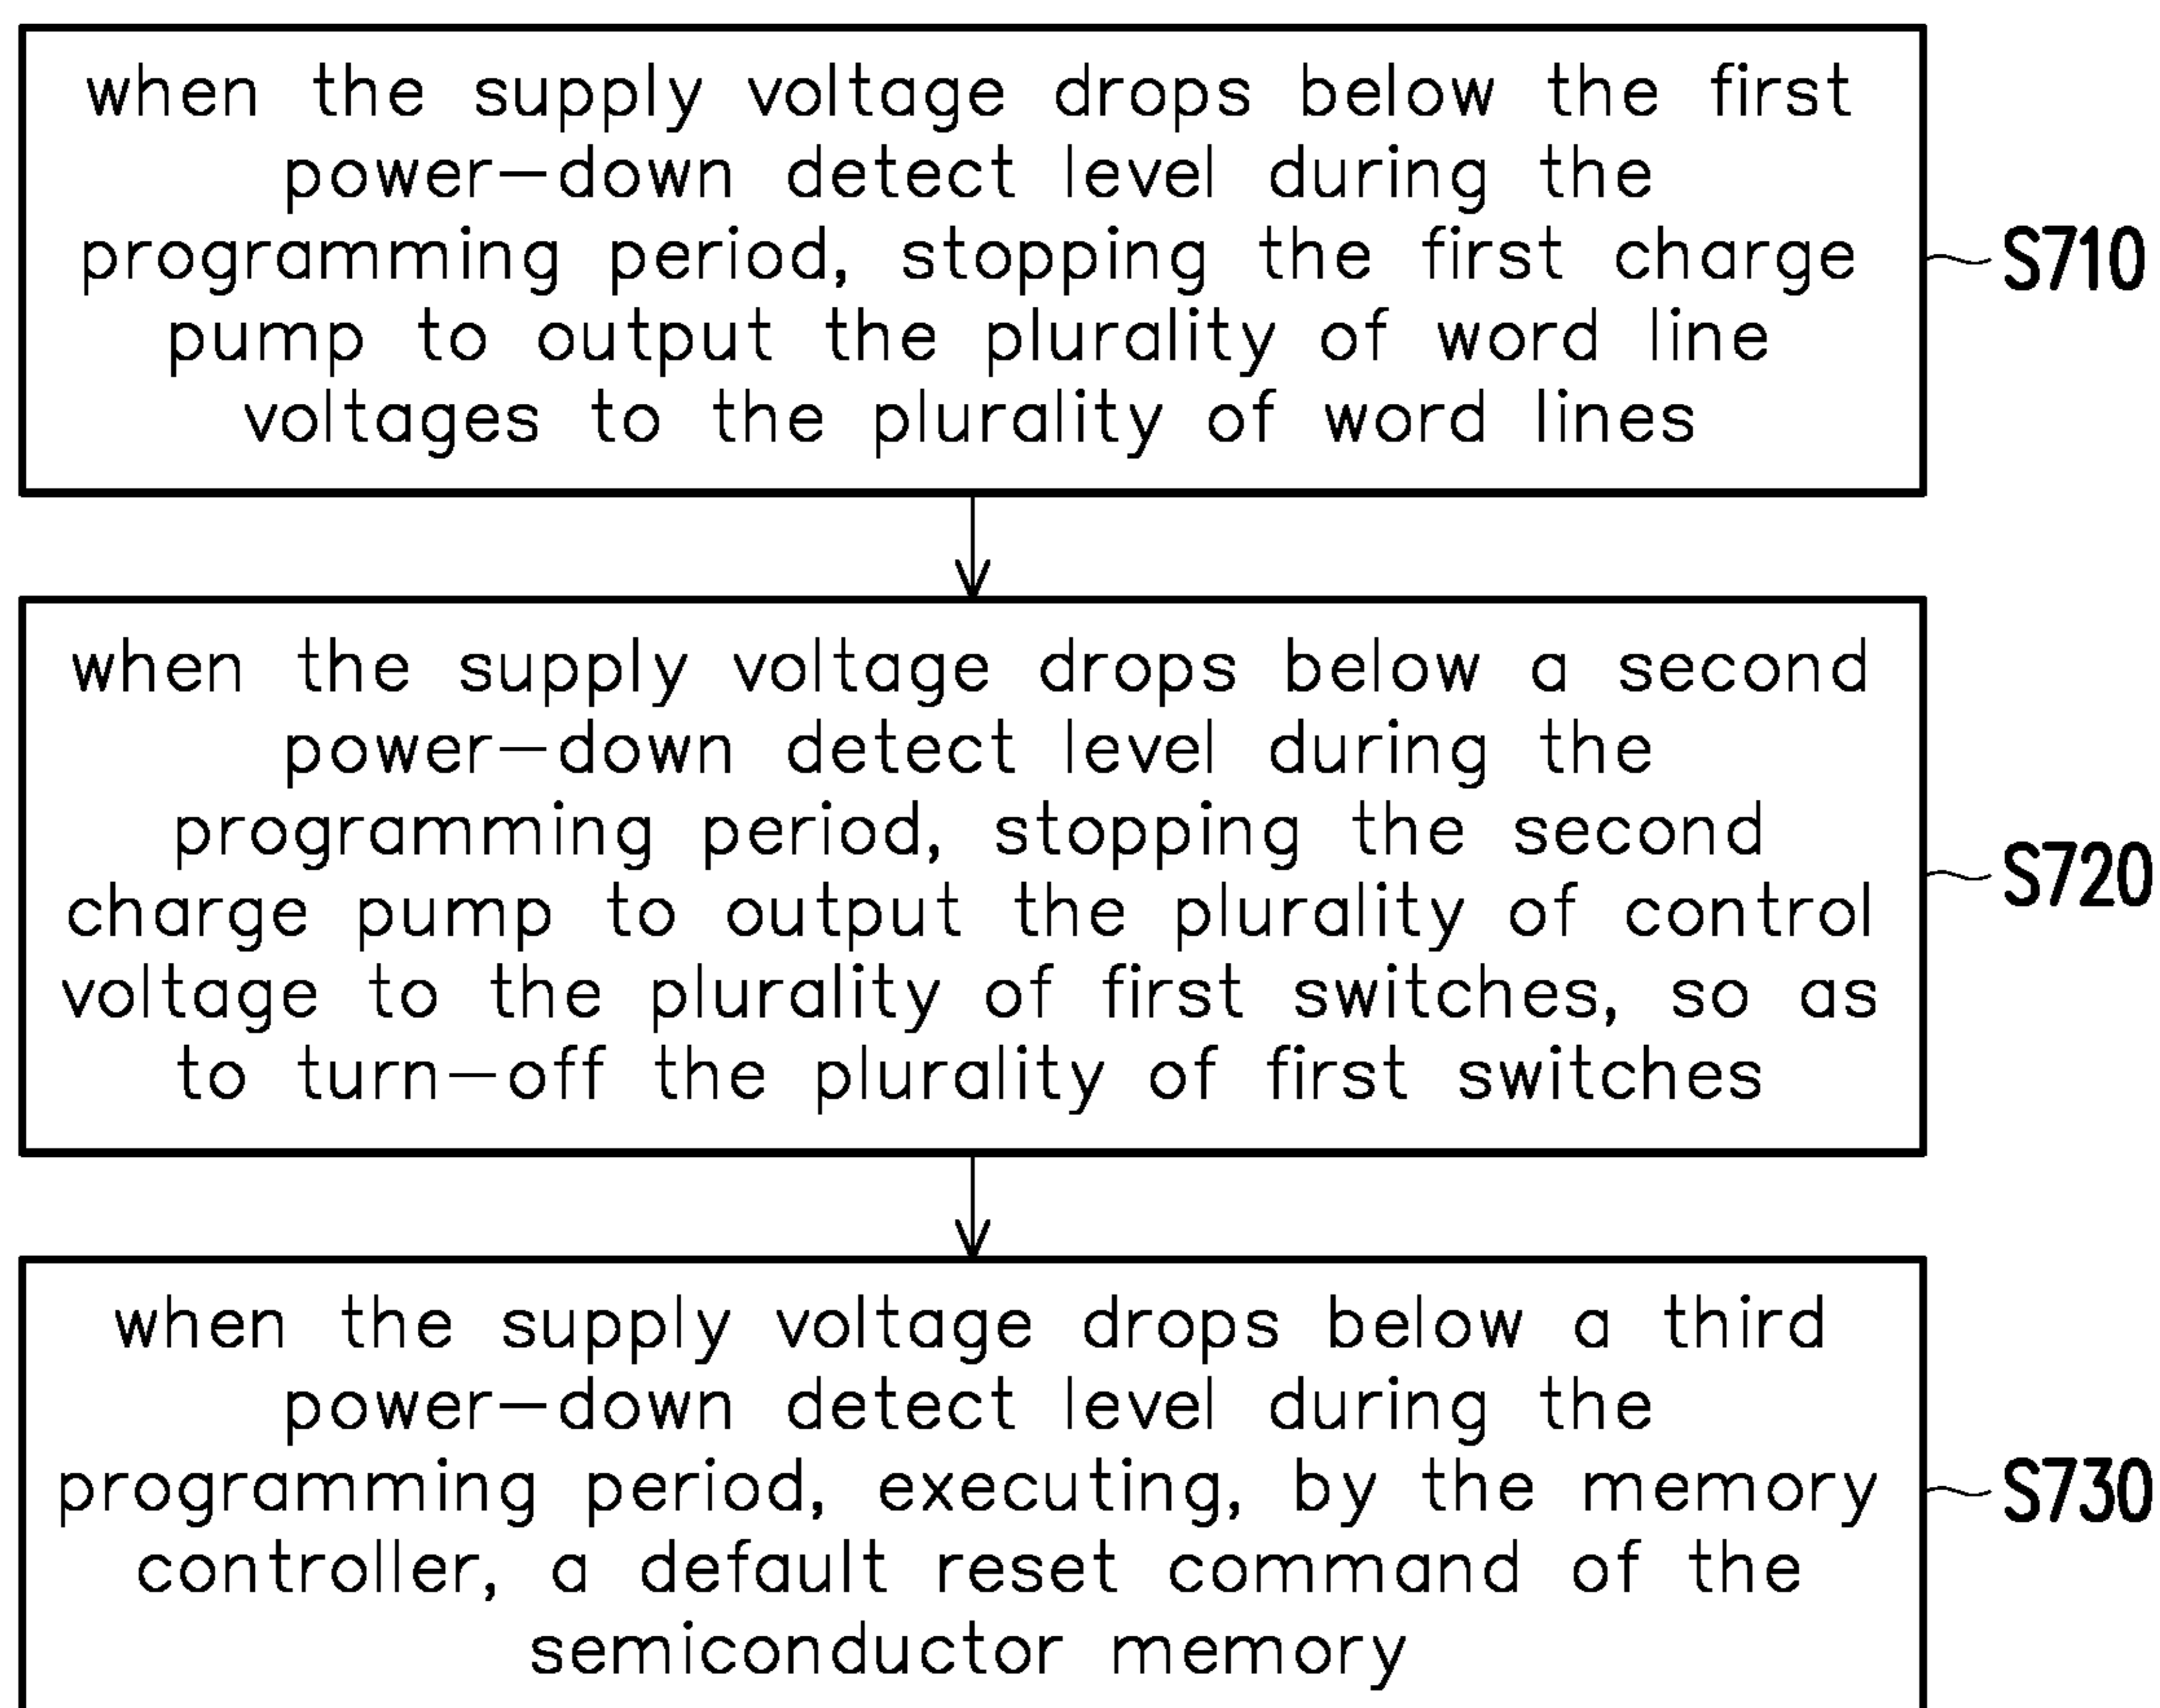 when the supply voltage drops below the first
power-down detect level during the
programming period, stopping the first charge
pump to output the plurality of word line
voltages to the plurality of word lines
S710
when the supply voltage drops below a second
power-down detect level during the
programming period, stopping the second
charge pump to output the plurality of control
voltage to the plurality of first switches, so as
to turn-off the plurality of first switches
S720
when the supply voltage drops below a third
power-down detect level during the
programming period, executing, by the memory
controller, a default reset command of the
semiconductor memory
S730